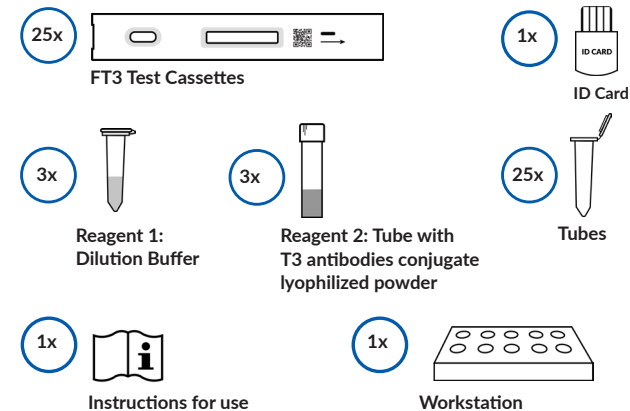 25x
FT3 Test Cassettes
1x
ID CARD
ID Card
3x
Reagent 1:
Dilution Buffer
3x
Reagent 2: Tube with
T3 antibodies conjugate
lyophilized powder
25x
Tubes
1x
i
Instructions for use
1x
Workstation